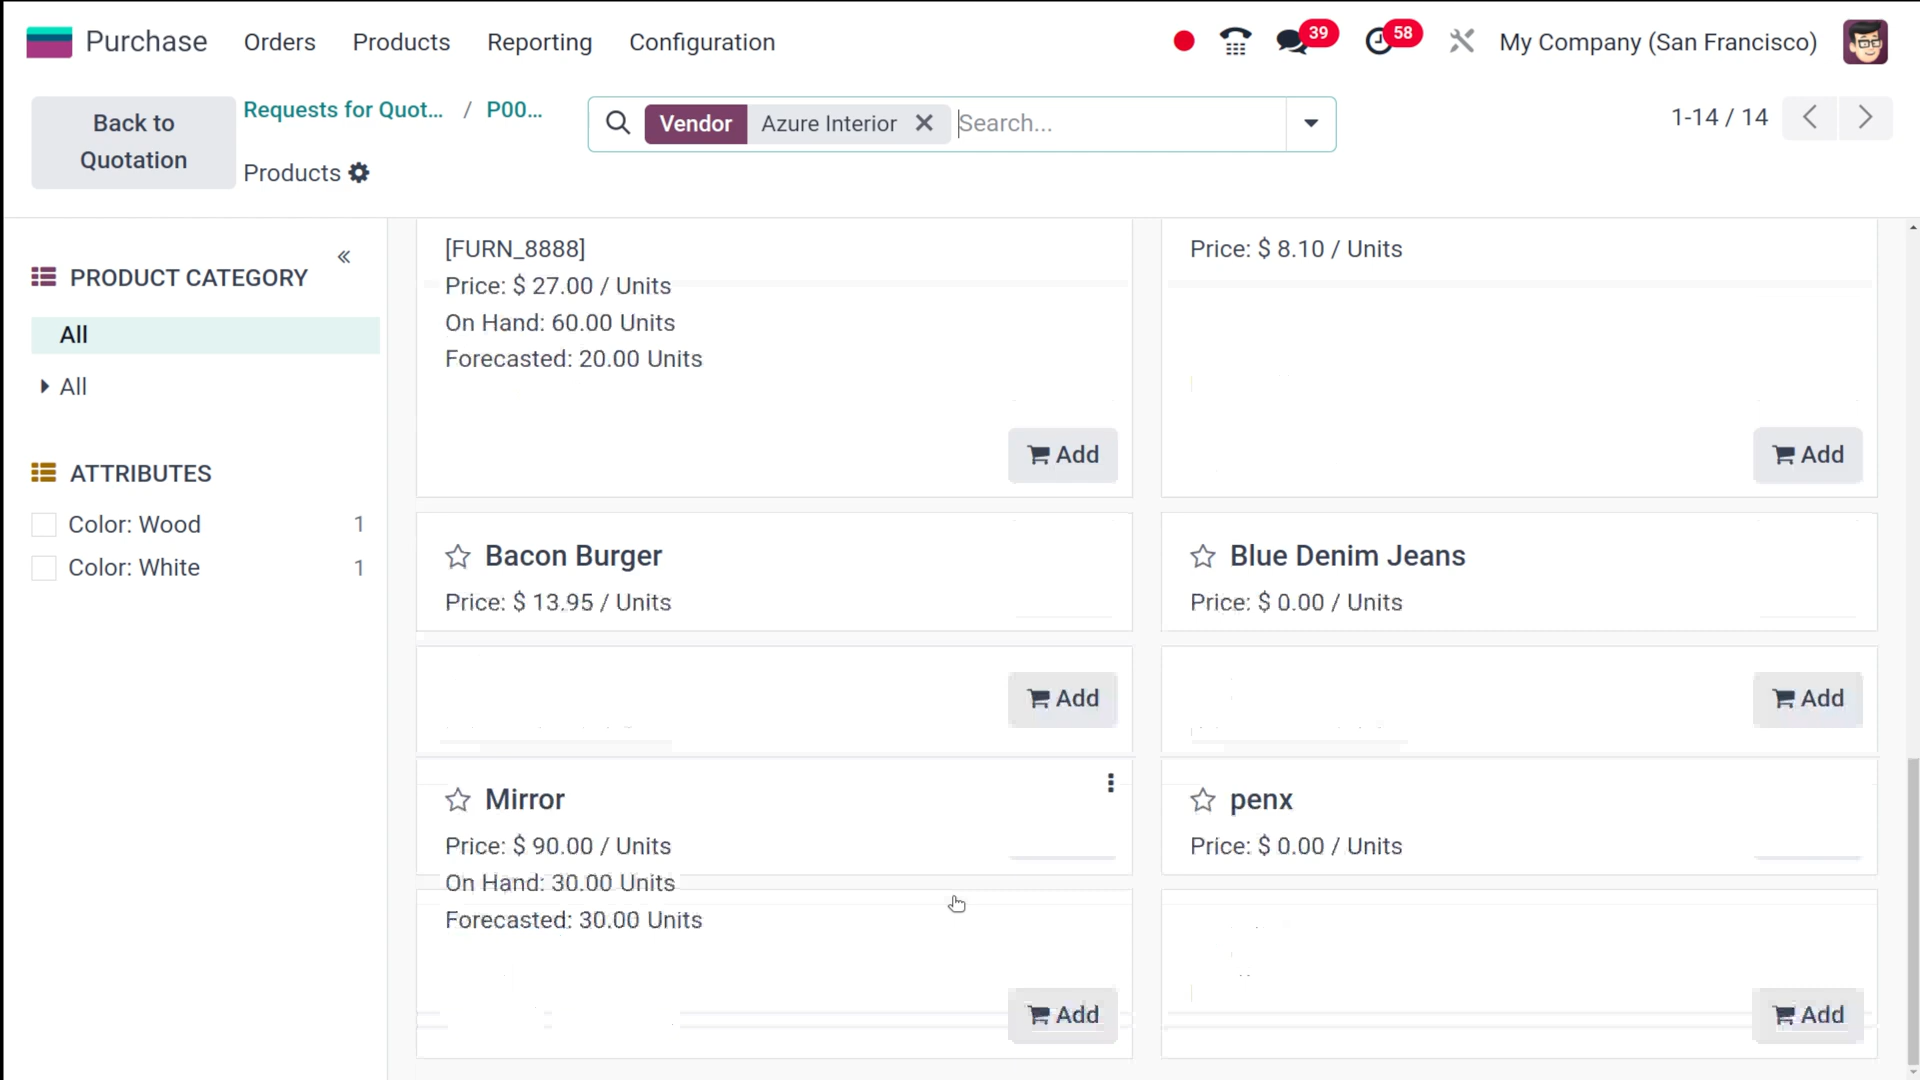 Purchase Orders Products Reporting Configuration 39 58 My Company (San Francisco)
Back to
Quotation
Requests for Quot... / P00...
Products
Vendor Azure Interior Search...
1-14 / 14
PRODUCT CATEGORY
All
All
ATTRIBUTES
Color: Wood 1
Color: White 1
[FURN_8888]
Price: $ 27.00 / Units
On Hand: 60.00 Units
Forecasted: 20.00 Units
Add
Price: $ 8.10 / Units
Add
Bacon Burger
Price: $ 13.95 / Units
Add
Blue Denim Jeans
Price: $ 0.00 / Units
Add
Mirror
Price: $ 90.00 / Units
On Hand: 30.00 Units
Forecasted: 30.00 Units
Add
penx
Price: $ 0.00 / Units
Add